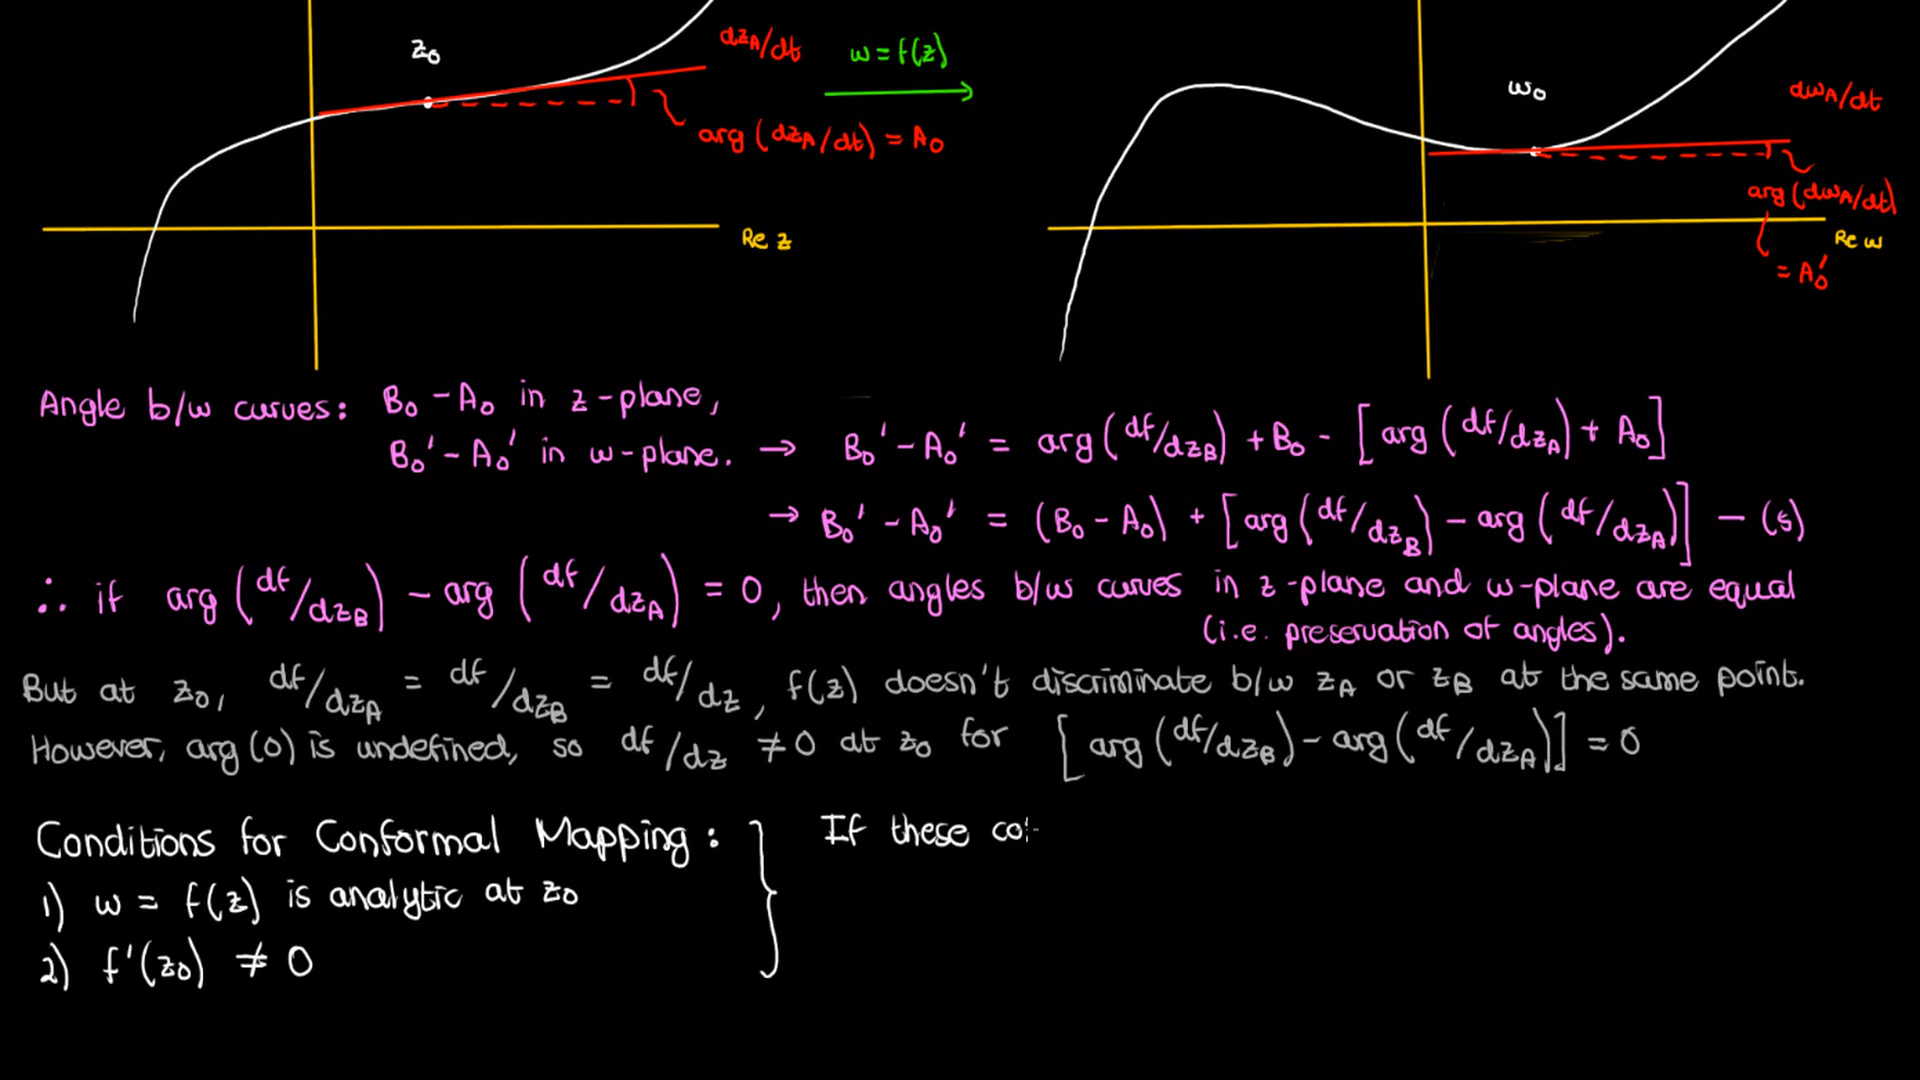 z₀
dz_A/dt
w = f(z)
arg (dz_A/dt) = A₀
Re z
w₀
dw_A/dt
arg (dw_A/dt)
= A₀'
Re w
Angle b/w curves: B₀ - A₀ in z-plane,
B₀' - A₀' in w-plane. → B₀' - A₀' = arg (df/dz_B) + B₀ - [arg (df/dz_A) + A₀]
→ B₀' - A₀' = (B₀ - A₀) + [arg (df/dz_B) - arg (df/dz_A)] - (5)
∴ if arg (df/dz_B) - arg (df/dz_A) = 0, then angles b/w curves in z-plane and w-plane are equal
(i.e. preservation of angles).
But at z₀, df/dz_A = df/dz_B = df/dz, f(z) doesn't discriminate b/w z_A or z_B at the same point.
However, arg (0) is undefined, so df/dz ≠ 0 at z₀ for [arg (df/dz_B) - arg (df/dz_A)] = 0
Conditions for Conformal Mapping: If these co
1) w = f(z) is analytic at z₀
2) f'(z₀) ≠ 0